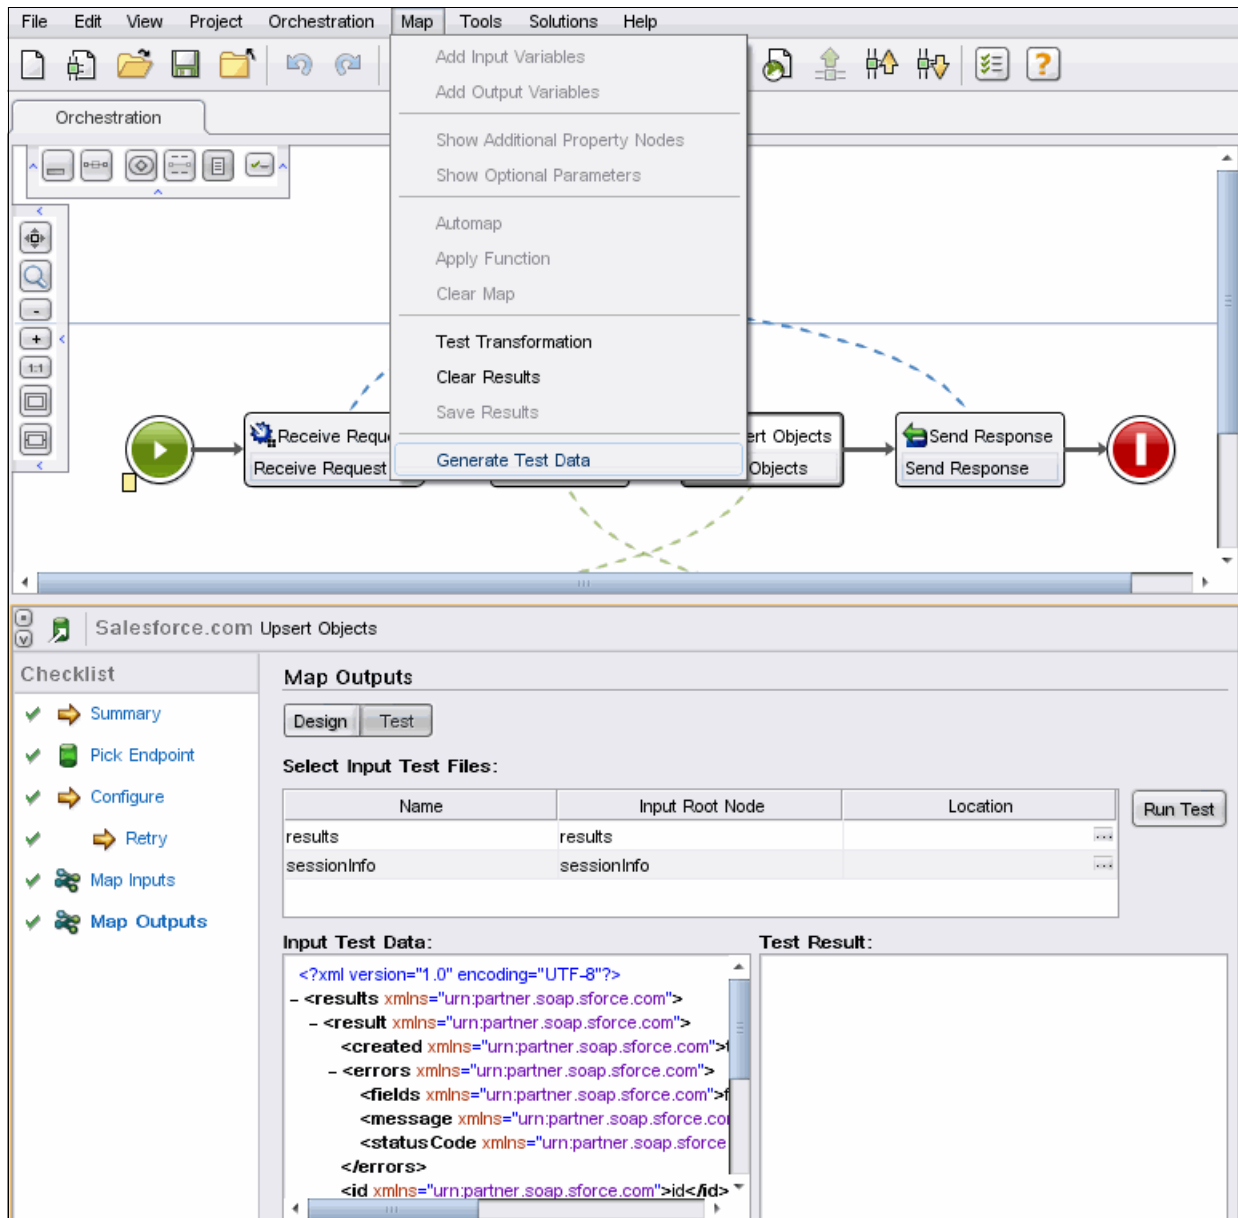 File Edit View Project Orchestration Map Tools Solutions Help
Add Input Variables
Add Output Variables
Show Additional Property Nodes
Show Optional Parameters
Automap
Apply Function
Clear Map
Test Transformation
Clear Results
Save Results
Generate Test Data
Orchestration
1:1
Receive Requ
Receive Request
ert Objects
Objects
Send Response
Send Response
Salesforce.com Upsert Objects
Checklist
Summary
Pick Endpoint
Configure
Retry
Map Inputs
Map Outputs
Map Outputs
Design Test
Select Input Test Files:
Name Input Root Node Location
results results ...
sessionInfo sessionInfo ...
Run Test
Input Test Data:
<?xml version="1.0" encoding="UTF-8"?>
– <results xmlns="urn:partner.soap.sforce.com">
– <result xmlns="urn:partner.soap.sforce.com">
<created xmlns="urn:partner.soap.sforce.com">
– <errors xmlns="urn:partner.soap.sforce.com">
<fields xmlns="urn:partner.soap.sforce.com">
<message xmlns="urn:partner.soap.sforce.co
<statusCode xmlns="urn:partner.soap.sforce
</errors>
<id xmlns="urn:partner.soap.sforce.com">id</id>
Test Result: